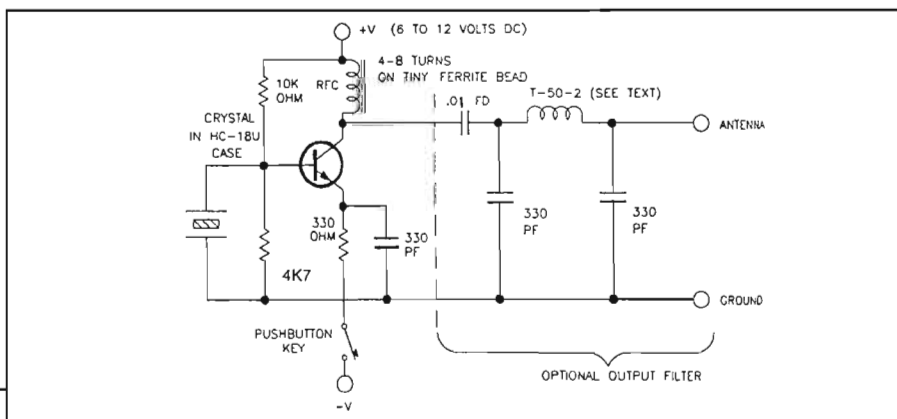 +V (6 TO 12 VOLTS DC)
4-8 TURNS
ON TINY FERRITE BEAD
RFC
10K
OHM
T-50-2 (SEE TEXT)
.01 FD
ANTENNA
CRYSTAL
IN HC-18U
CASE
330
OHM
330
PF
330
PF
330
PF
4K7
GROUND
PUSHBUTTON
KEY
-V
OPTIONAL OUTPUT FILTER